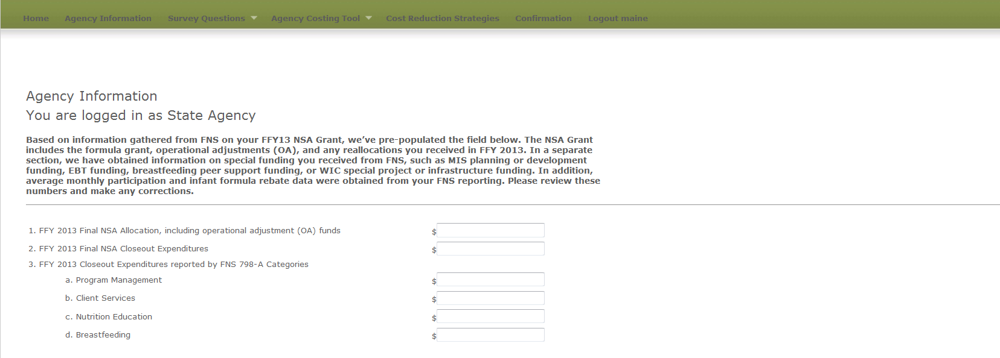 Home Agency Information Survey Questions Agency Costing Tool Cost Reduction Strategies Confirmation Logout maine
Agency Information
You are logged in as State Agency
Based on information gathered from FNS on your FFY13 NSA Grant, we’ve pre-populated the field below. The NSA Grant
includes the formula grant, operational adjustments (OA), and any reallocations you received in FFY 2013. In a separate
section, we have obtained information on special funding you received from FNS, such as MIS planning or development
funding, EBT funding, breastfeeding peer support funding, or WIC special project or infrastructure funding. In addition,
average monthly participation and infant formula rebate data were obtained from your FNS reporting. Please review these
numbers and make any corrections.
1. FFY 2013 Final NSA Allocation, including operational adjustment (OA) funds $
2. FFY 2013 Final NSA Closeout Expenditures $
3. FFY 2013 Closeout Expenditures reported by FNS 798-A Categories
a. Program Management $
b. Client Services $
c. Nutrition Education $
d. Breastfeeding $